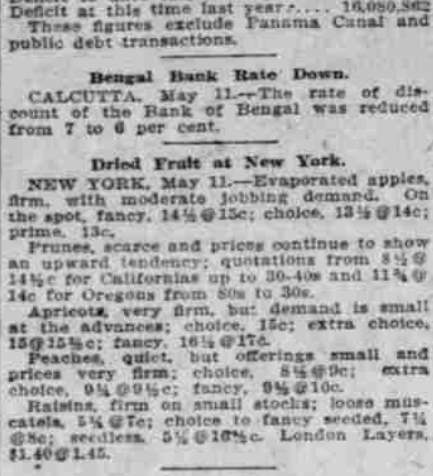 Deficit at this time last year..... 16,080,862
These figures exclude Panama Canal and
public debt transactions.
Bengal Bank Rate Down.
CALCUTTA, May 11.—The rate of dis-
count of the Bank of Bengal was reduced
from 7 to 6 per cent.
Dried Fruit at New York.
NEW YORK, May 11.—Evaporated apples,
firm, with moderate jobbing demand. On
the spot, fancy, 14½@15c; choice, 13½@14c;
prime, 13c.
Prunes, scarce and prices continue to show
an upward tendency; quotations from 8½@
14½c for Californias up to 30-40s and 11¾@
14c for Oregons from 80s to 30s.
Apricots, very firm, but demand is small
at the advances; choice, 15c; extra choice,
15@15½c; fancy, 16½@17c.
Peaches, quiet, but offerings small and
prices very firm; choice, 8½@9c; extra
choice, 9¼@9½c; fancy, 9½@10c.
Raisins, firm on small stocks; loose mus-
catels, 5¼@7c; choice to fancy seeded, 7¼
@8c; seedless, London Layers,
$1.40@1.45.